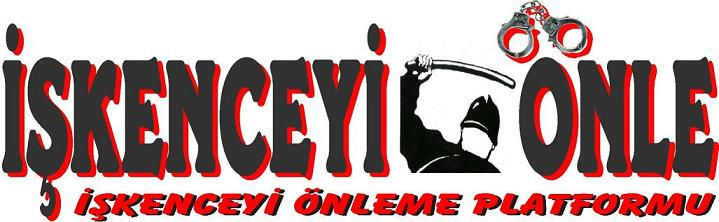 İŞKENCEYİ ÖNLE
İŞKENCEYİ ÖNLEME PLATFORMU